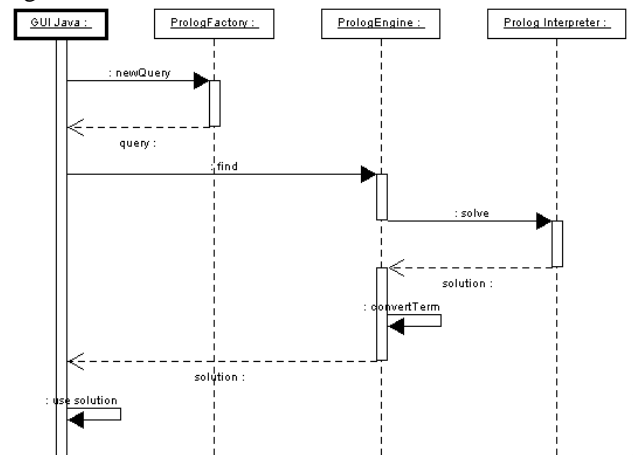 GUI Java :
PrologFactory :
PrologEngine :
Prolog Interpreter :
: newQuery
query :
: find
: solve
solution :
: convertTerm
solution :
: use solution